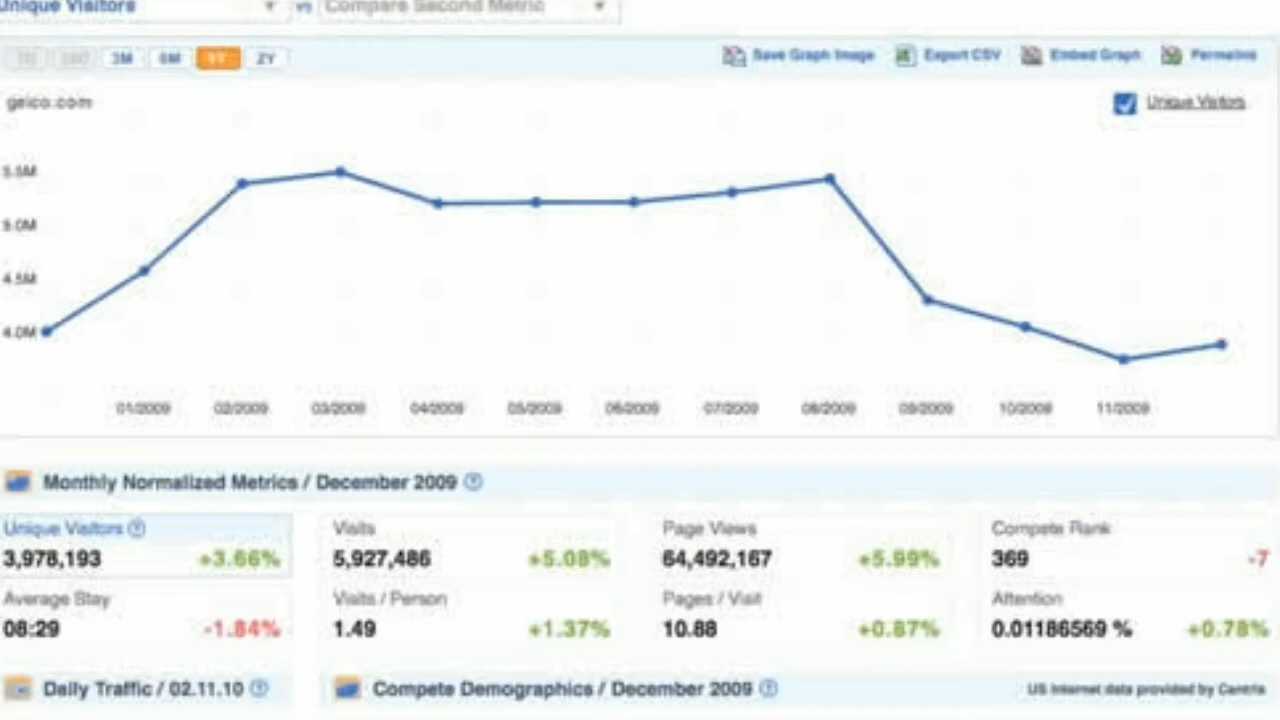 Unique Visitors vs Compare Second Metric
3M 6M 1Y 2Y Save Graph Image Export CSV Embed Graph Permalink
geico.com Unique Visitors
5.5M
5.0M
4.5M
4.0M
01/2009 02/2009 03/2009 04/2009 05/2009 06/2009 07/2009 08/2009 09/2009 10/2009 11/2009
Monthly Normalized Metrics / December 2009 ?
Unique Visitors ? Visits Page Views Compete Rank
3,978,193 +3.66% 5,927,486 +5.08% 64,492,167 +5.99% 369 -7
Average Stay Visits / Person Pages / Visit Attention
08:29 -1.84% 1.49 +1.37% 10.88 +0.87% 0.01186569 % +0.78%
Daily Traffic / 02.11.10 ? Compete Demographics / December 2009 ? US Internet data provided by Centris